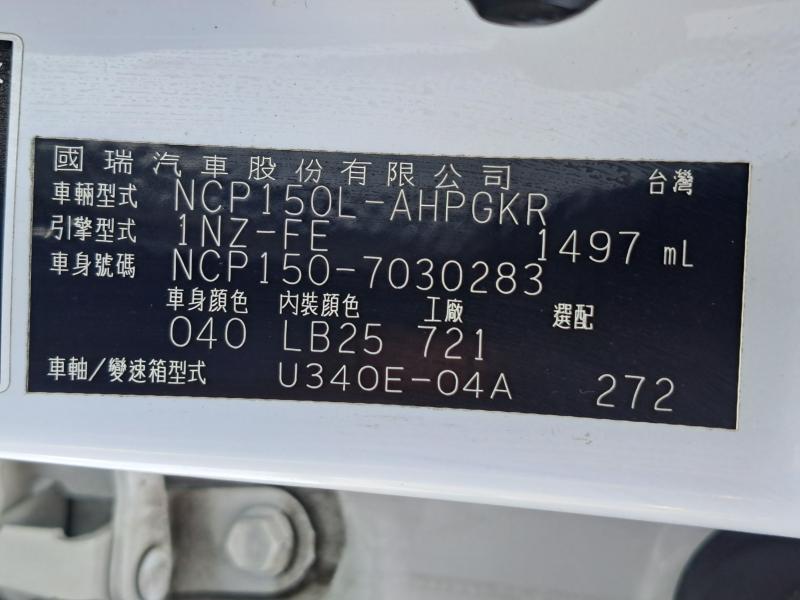 國瑞汽車股份有限公司 台灣
車輛型式 NCP150L-AHPGKR
引擎型式 1NZ-FE 1497 mL
車身號碼 NCP150-7030283
車身顏色 內裝顏色 工廠 選配
040 LB25 721
車軸/變速箱型式 U340E-04A 272